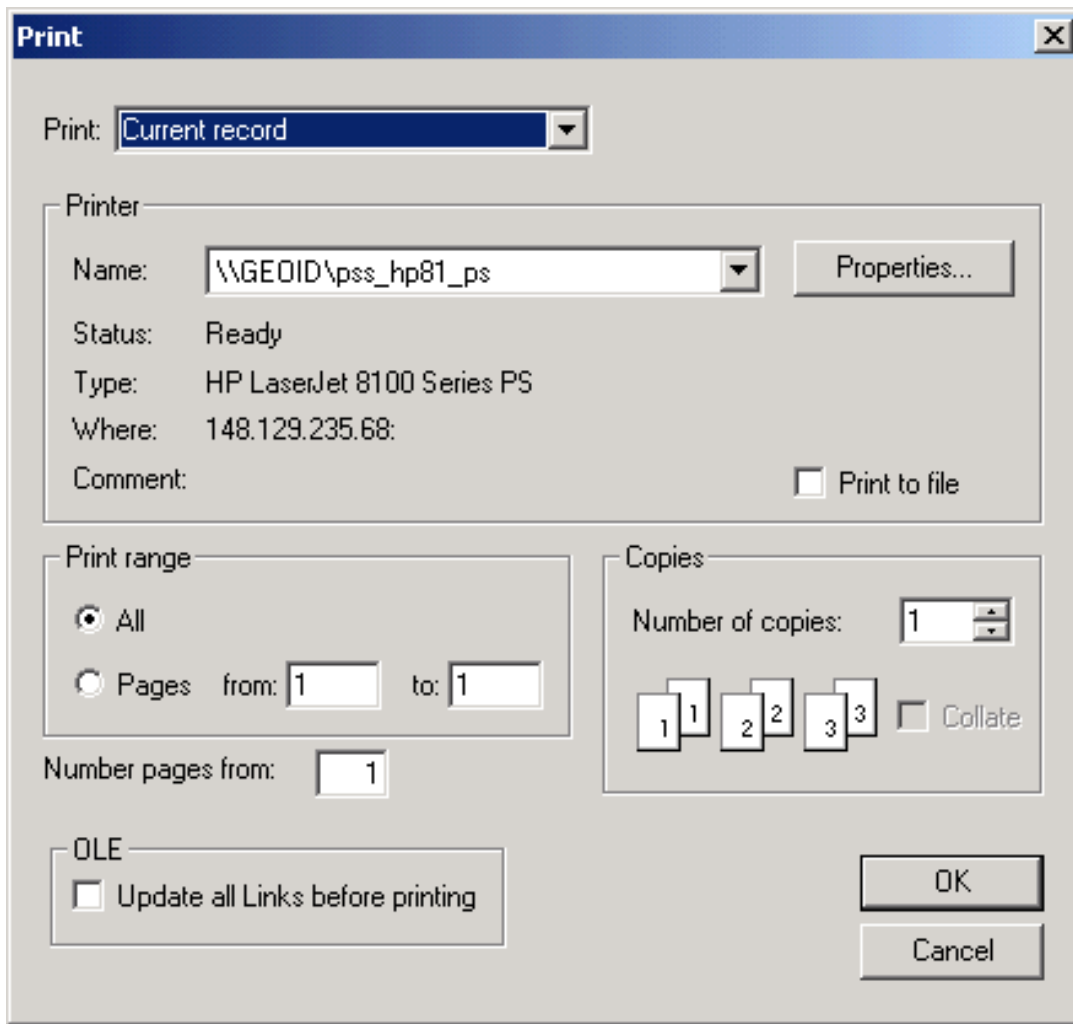 Print
Print: Current record
Printer
Name: \\GEOID\pss_hp81_ps Properties...
Status: Ready
Type: HP LaserJet 8100 Series PS
Where: 148.129.235.68:
Comment: Print to file
Print range
All
Pages from: 1 to: 1
Number pages from: 1
Copies
Number of copies: 1
1 1 2 2 3 3 Collate
OLE
Update all Links before printing
OK
Cancel